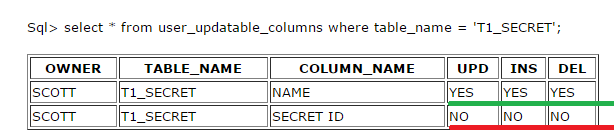 Sql> select * from user_updatable_columns where table_name = 'T1_SECRET';
OWNER TABLE_NAME COLUMN_NAME UPD INS DEL
SCOTT T1_SECRET NAME YES YES YES
SCOTT T1_SECRET SECRET ID NO NO NO